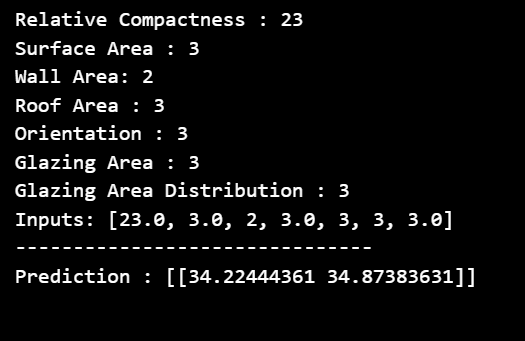 Relative Compactness : 23
Surface Area : 3
Wall Area: 2
Roof Area : 3
Orientation : 3
Glazing Area : 3
Glazing Area Distribution : 3
Inputs: [23.0, 3.0, 2, 3.0, 3, 3, 3.0]
-------------------------------
Prediction : [[34.22444361 34.87383631]]